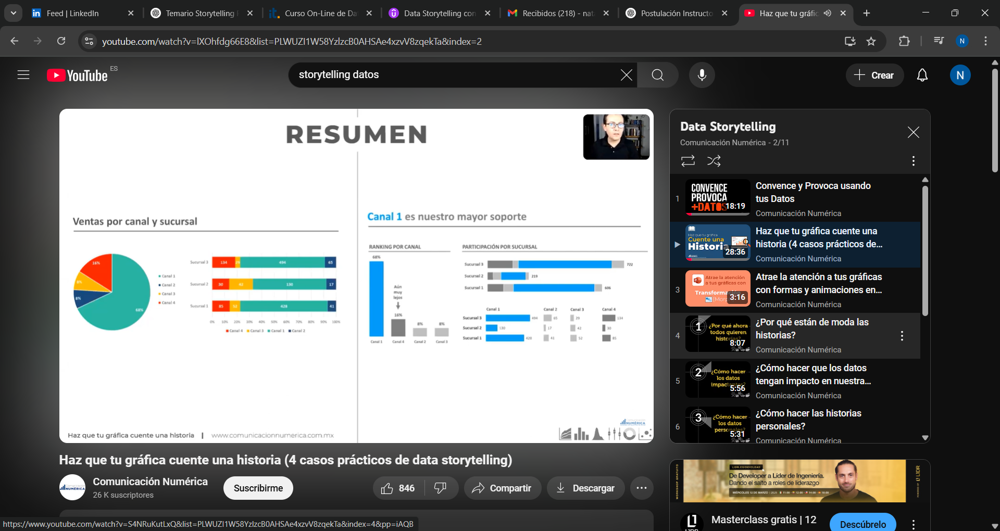 Feed | LinkedIn
Temario Storytelling
Curso On-Line de Da
Data Storytelling con
Recibidos (218) - nat
Postulación Instructo
Haz que tu gráfic
youtube.com/watch?v=lXOhfdg66E8&list=PLWUZI1W58YzlzcB0AHSAe4xzvV8zqekTa&index=2
N
YouTube
ES
storytelling datos
Crear
N
RESUMEN
Ventas por canal y sucursal
16%
8%
8%
68%
Canal 1
Canal 2
Canal 3
Canal 4
Sucursal 3
134
29
494
65
Sucursal 2
30
42
130
17
Sucursal 1
85
52
428
41
0% 10% 20% 30% 40% 50% 60% 70% 80% 90% 100%
Canal 4 Canal 3 Canal 1 Canal 2
Canal 1 es nuestro mayor soporte
RANKING POR CANAL
68%
Aún
muy
lejos
16%
8%
8%
Canal 1 Canal 4 Canal 2 Canal 3
PARTICIPACIÓN POR SUCURSAL
Sucursal 3
722
Sucursal 2
219
Sucursal 1
606
Canal 1 Canal 2 Canal 3 Canal 4
Sucursal 3 494 65 29 134
Sucursal 2 130 17 42 30
Sucursal 1 428 41 52 85
Haz que tu gráfica cuente una historia | www.comunicacionnumerica.com.mx
NUMÉRICA
Haz que tu gráfica cuente una historia (4 casos prácticos de data storytelling)
NUMÉRICA
Comunicación Numérica
26 K suscriptores
Suscribirme
846
Compartir
Descargar
https://www.youtube.com/watch?v=S4NRuKutLxQ&list=PLWUZI1W58YzlzcB0AHSAe4xzvV8zqekTa&index=4&pp=iAQB
Data Storytelling
Comunicación Numérica - 2/11
1
CONVENCE
PROVOCA
+DATOS
18:19
Convence y Provoca usando
tus Datos
Comunicación Numérica
Haz que tu gráfica
Cuente una
Historia
28:36
Haz que tu gráfica cuente una
historia (4 casos prácticos de...
Comunicación Numérica
3
Atrae la atención
a tus gráficas con
Transformación
(Morp
3:16
Atrae la atención a tus gráficas
con formas y animaciones en...
Comunicación Numérica
4
1
¿Por qué ahora
todos quieren
historias?
8:07
¿Por qué están de moda las
historias?
Comunicación Numérica
5
2
¿Cómo hacer
los datos
impactantes?
5:56
¿Cómo hacer que los datos
tengan impacto en nuestra...
Comunicación Numérica
6
3
¿Cómo hacer
los datos
personales?
5:31
¿Cómo hacer las historias
personales?
Comunicación Numérica
WORKSHOP GRATUITO
LIDR.CO/DEV2LEAD
De Developer a Líder de Ingeniería.
Dando el salto a roles de liderazgo
MIÉRCOLES 12 DE MARZO | 2025
LIDR
Masterclass gratis | 12
Descúbrelo